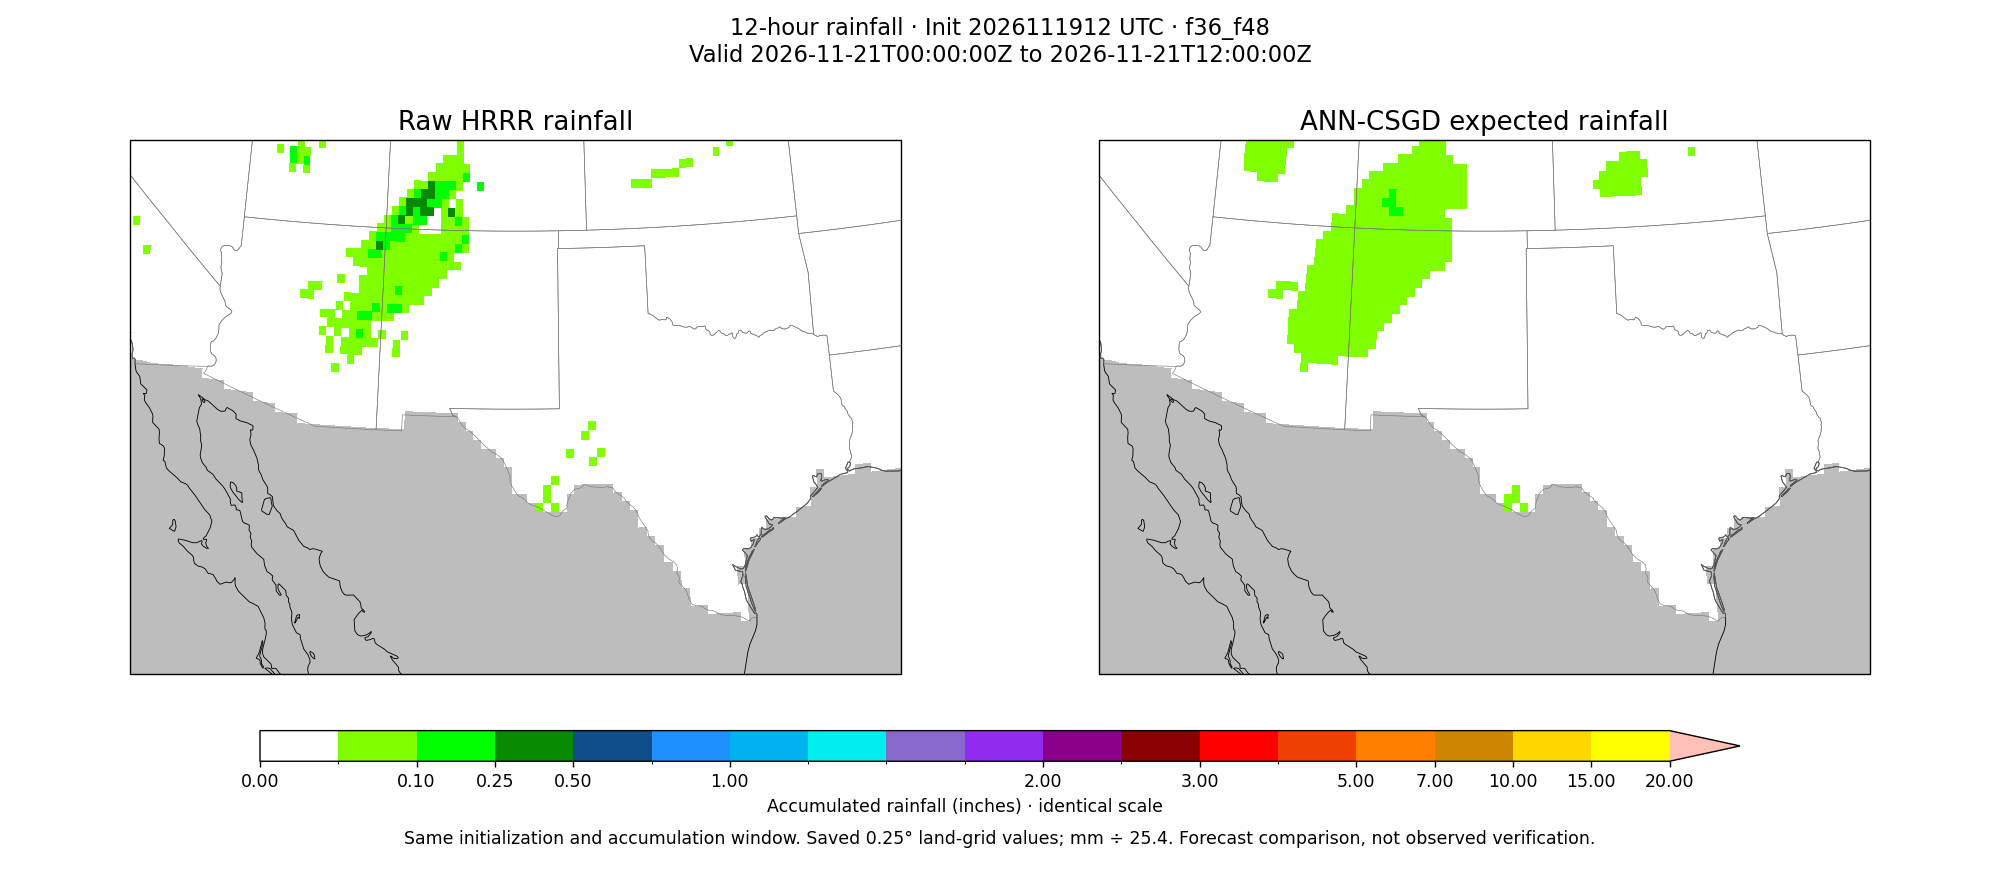 12-hour rainfall · Init 2026111912 UTC · f36_f48
Valid 2026-11-21T00:00:00Z to 2026-11-21T12:00:00Z
Raw HRRR rainfall
ANN-CSGD expected rainfall
0.00 0.10 0.25 0.50 1.00 2.00 3.00 5.00 7.00 10.00 15.00 20.00
Accumulated rainfall (inches) · identical scale
Same initialization and accumulation window. Saved 0.25° land-grid values; mm ÷ 25.4. Forecast comparison, not observed verification.